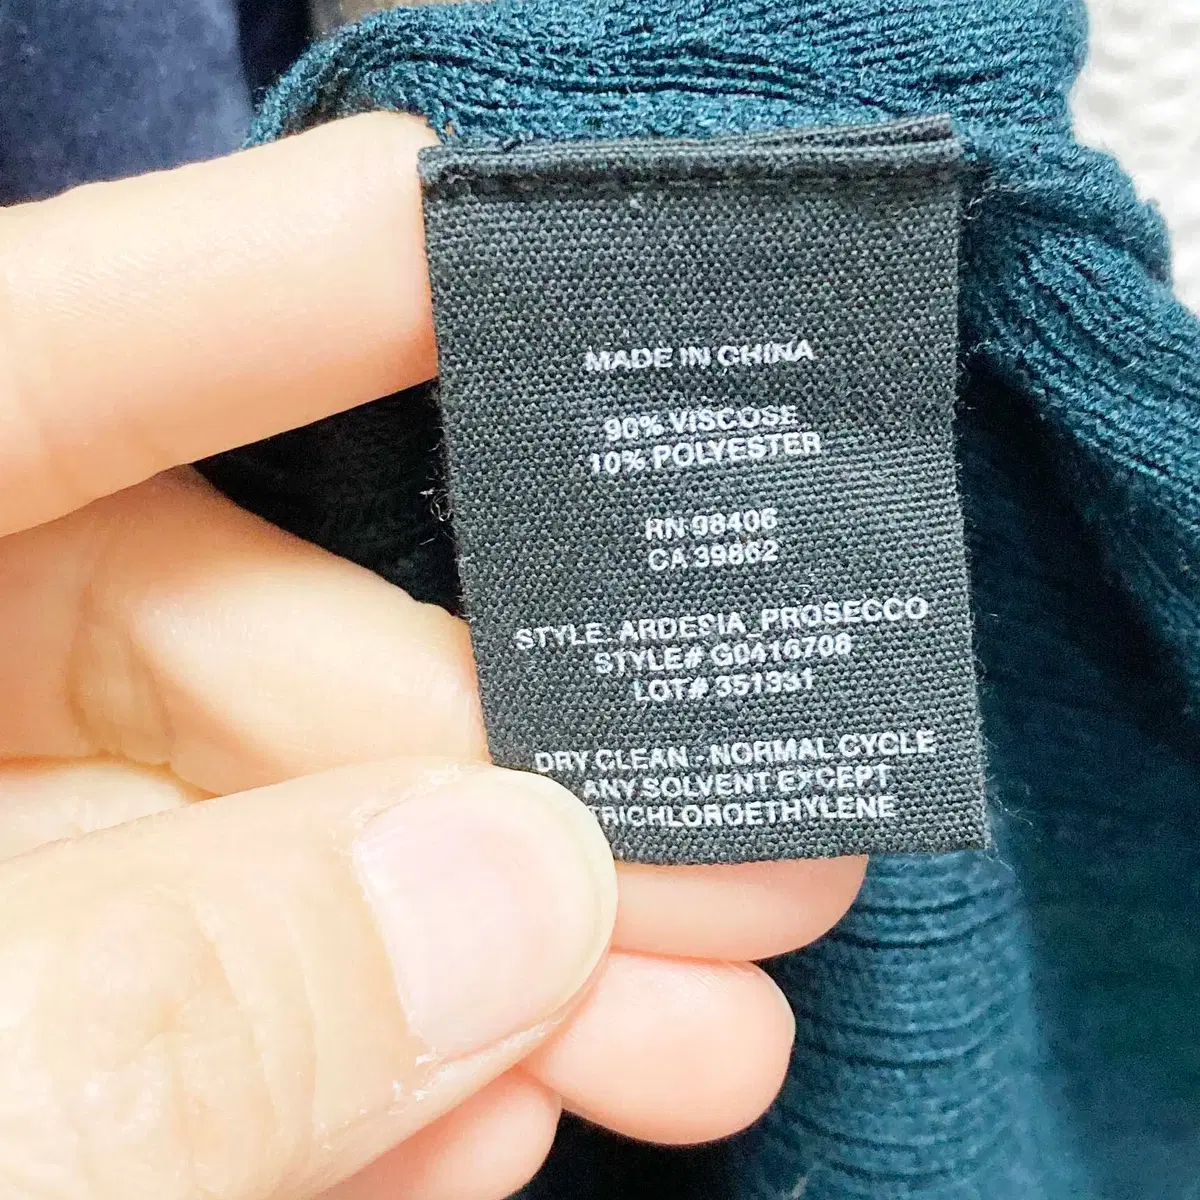 MADE IN CHINA
90% VISCOSE
10% POLYESTER
RN 98406
CA 39862
STYLE: ARDESIA_PROSECCO
STYLE# G0416708
LOT# 351331
DRY CLEAN - NORMAL CYCLE
ANY SOLVENT EXCEPT
TRICHLOROETHYLENE